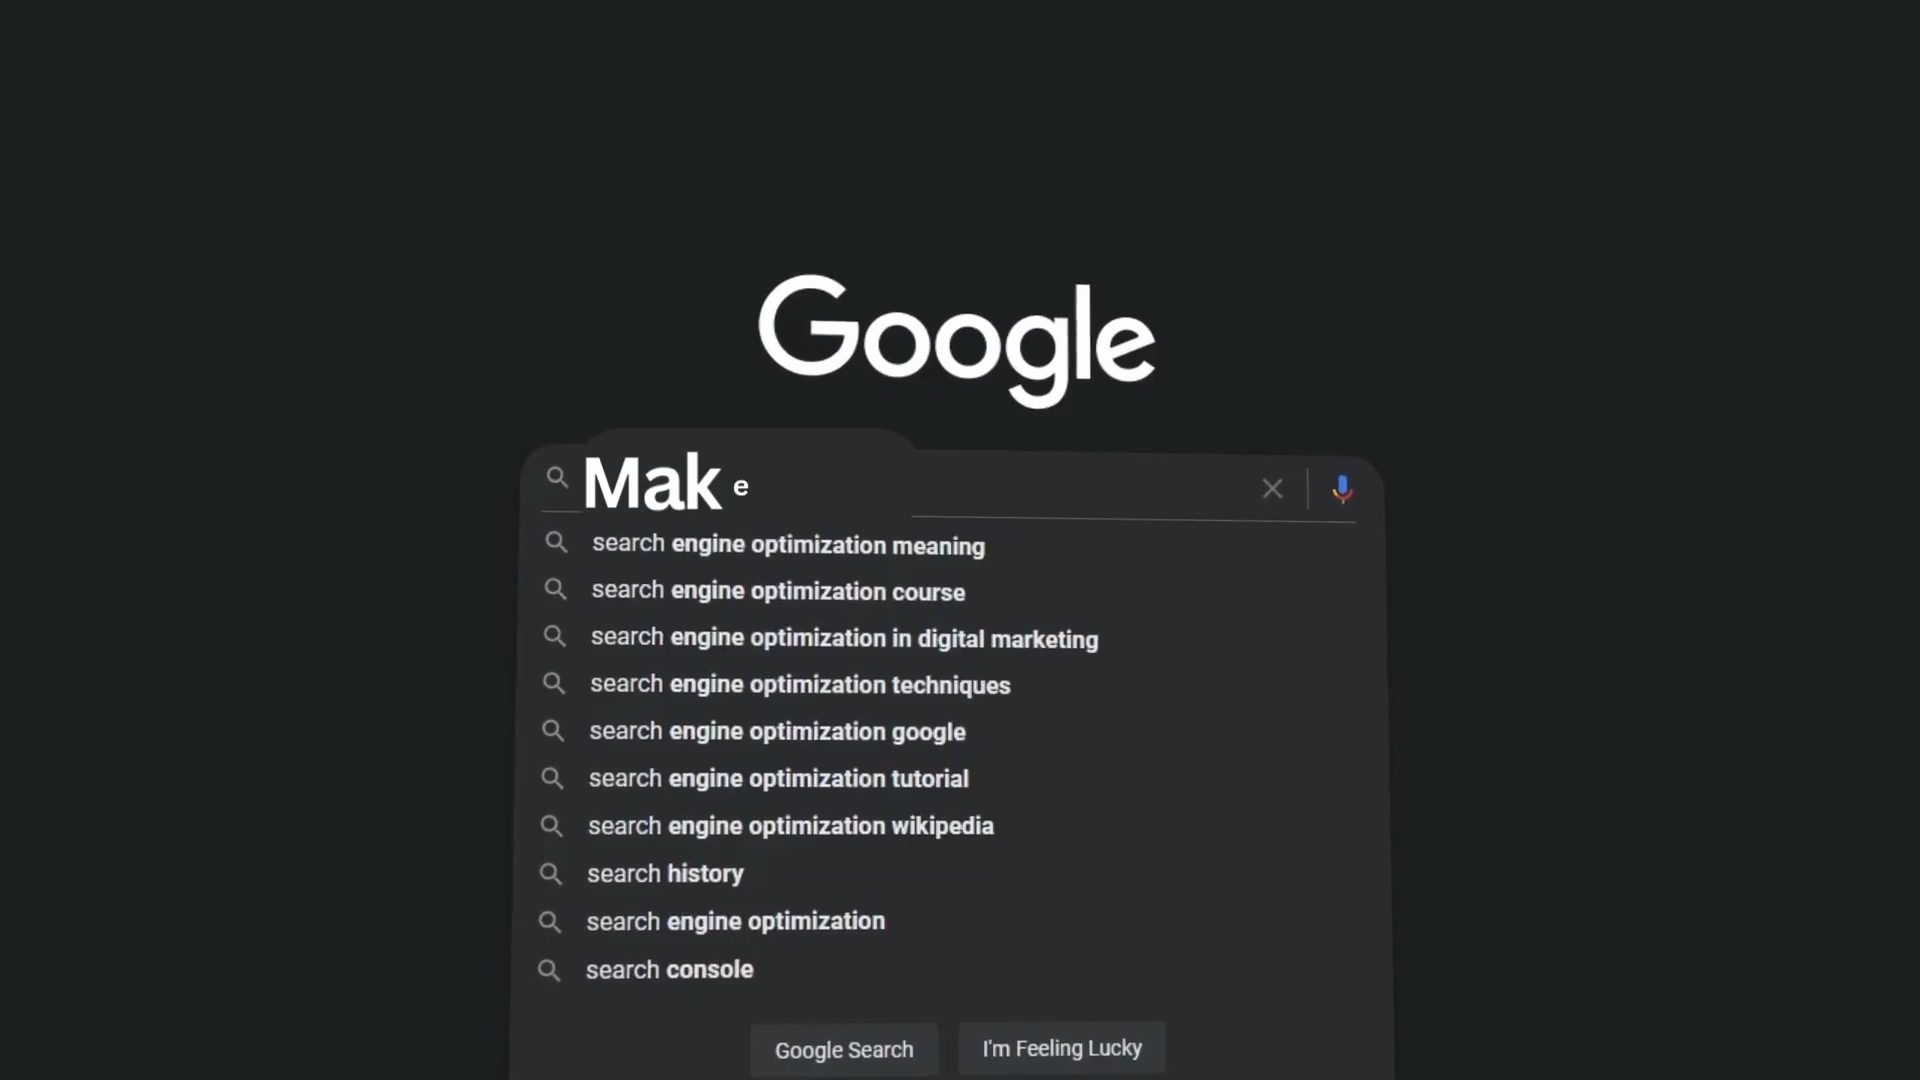 Google
Mak e
search engine optimization meaning
search engine optimization course
search engine optimization in digital marketing
search engine optimization techniques
search engine optimization google
search engine optimization tutorial
search engine optimization wikipedia
search history
search engine optimization
search console
Google Search I'm Feeling Lucky